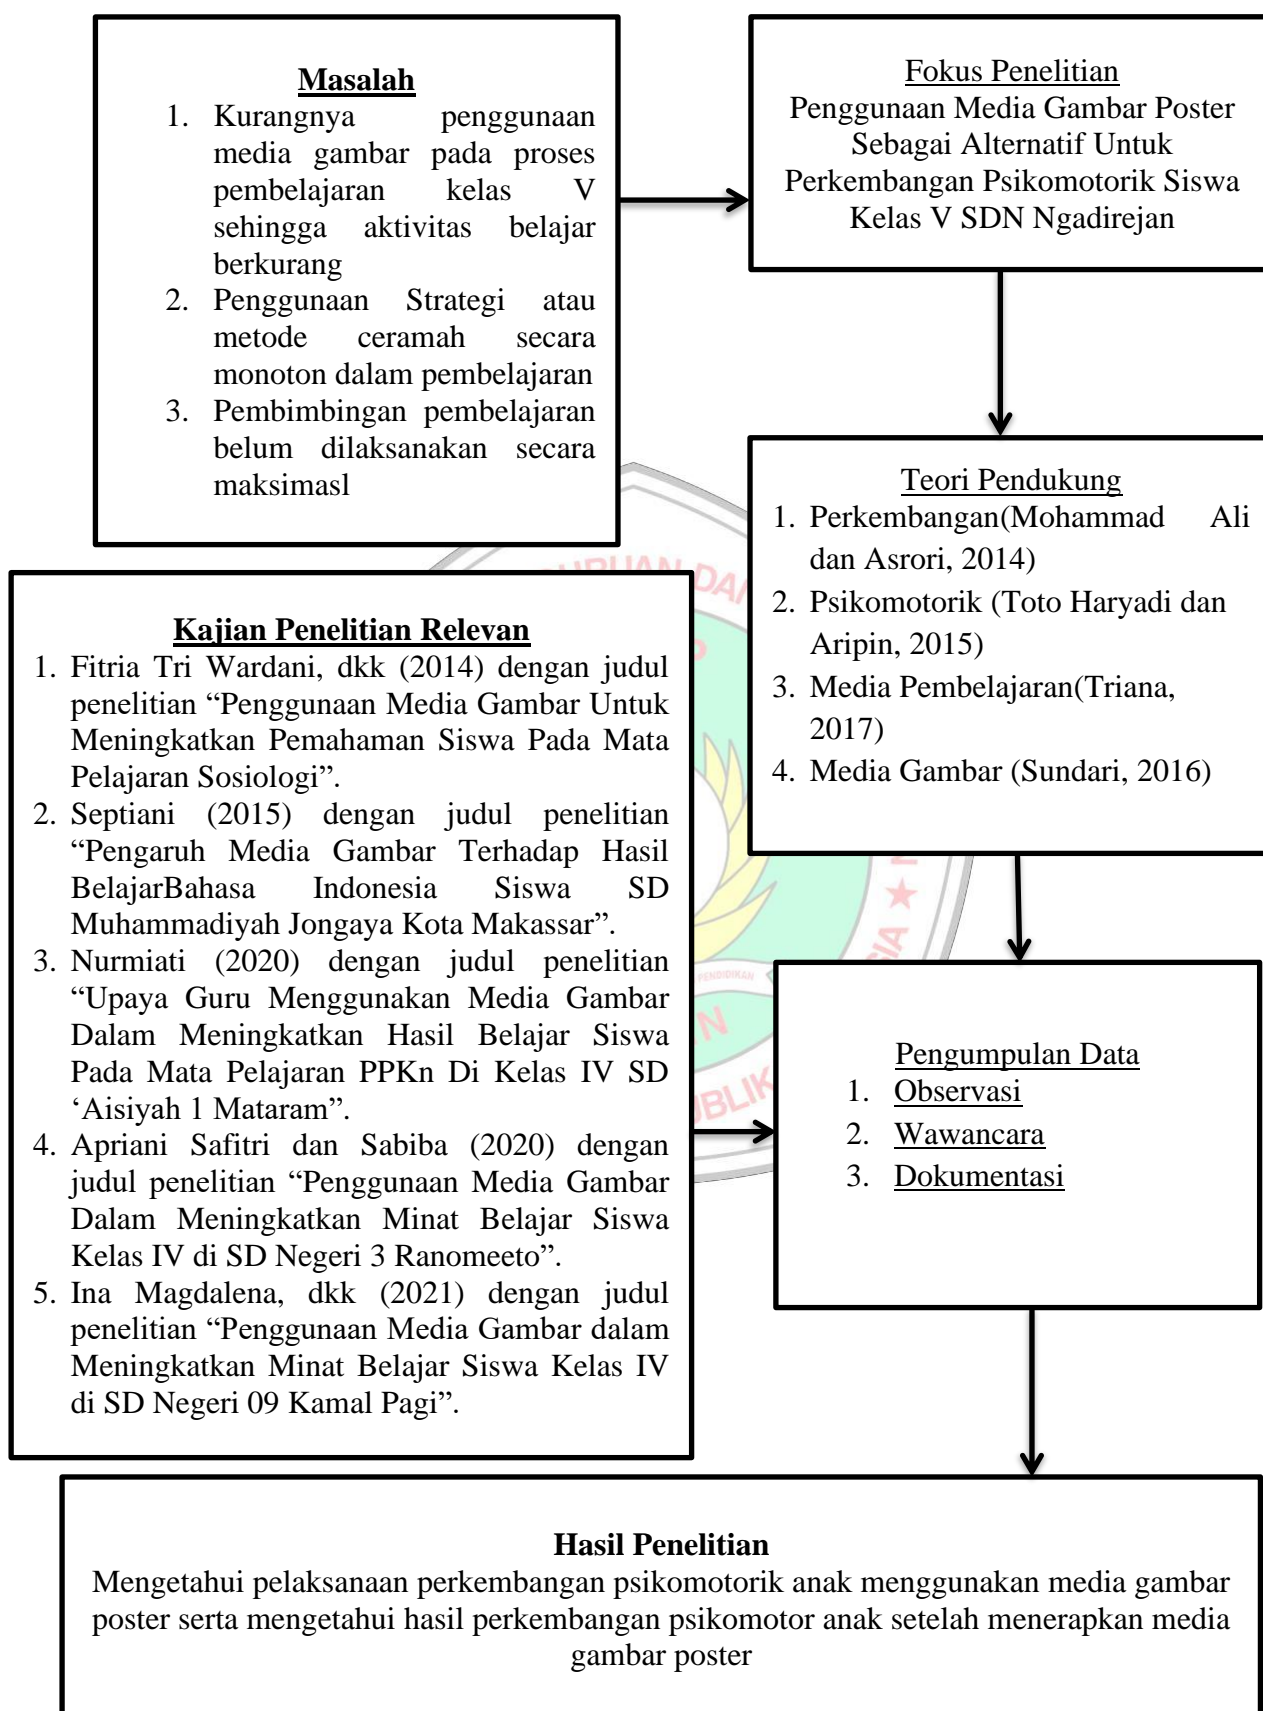 Masalah
1. Kurangnya penggunaan
media gambar pada proses
pembelajaran kelas V
sehingga aktivitas belajar
berkurang
2. Penggunaan Strategi atau
metode ceramah secara
monoton dalam pembelajaran
3. Pembimbingan pembelajaran
belum dilaksanakan secara
maksimasl
Fokus Penelitian
Penggunaan Media Gambar Poster
Sebagai Alternatif Untuk
Perkembangan Psikomotorik Siswa
Kelas V SDN Ngadirejan
Teori Pendukung
1. Perkembangan(Mohammad Ali
dan Asrori, 2014)
2. Psikomotorik (Toto Haryadi dan
Aripin, 2015)
3. Media Pembelajaran(Triana,
2017)
4. Media Gambar (Sundari, 2016)
Kajian Penelitian Relevan
1. Fitria Tri Wardani, dkk (2014) dengan judul
penelitian “Penggunaan Media Gambar Untuk
Meningkatkan Pemahaman Siswa Pada Mata
Pelajaran Sosiologi”.
2. Septiani (2015) dengan judul penelitian
“Pengaruh Media Gambar Terhadap Hasil
BelajarBahasa Indonesia Siswa SD
Muhammadiyah Jongaya Kota Makassar”.
3. Nurmiati (2020) dengan judul penelitian
“Upaya Guru Menggunakan Media Gambar
Dalam Meningkatkan Hasil Belajar Siswa
Pada Mata Pelajaran PPKn Di Kelas IV SD
‘Aisiyah 1 Mataram”.
4. Apriani Safitri dan Sabiba (2020) dengan
judul penelitian “Penggunaan Media Gambar
Dalam Meningkatkan Minat Belajar Siswa
Kelas IV di SD Negeri 3 Ranomeeto”.
5. Ina Magdalena, dkk (2021) dengan judul
penelitian “Penggunaan Media Gambar dalam
Meningkatkan Minat Belajar Siswa Kelas IV
di SD Negeri 09 Kamal Pagi”.
Pengumpulan Data
1. Observasi
2. Wawancara
3. Dokumentasi
Hasil Penelitian
Mengetahui pelaksanaan perkembangan psikomotorik anak menggunakan media gambar
poster serta mengetahui hasil perkembangan psikomotor anak setelah menerapkan media
gambar poster
PENDIDIKAN